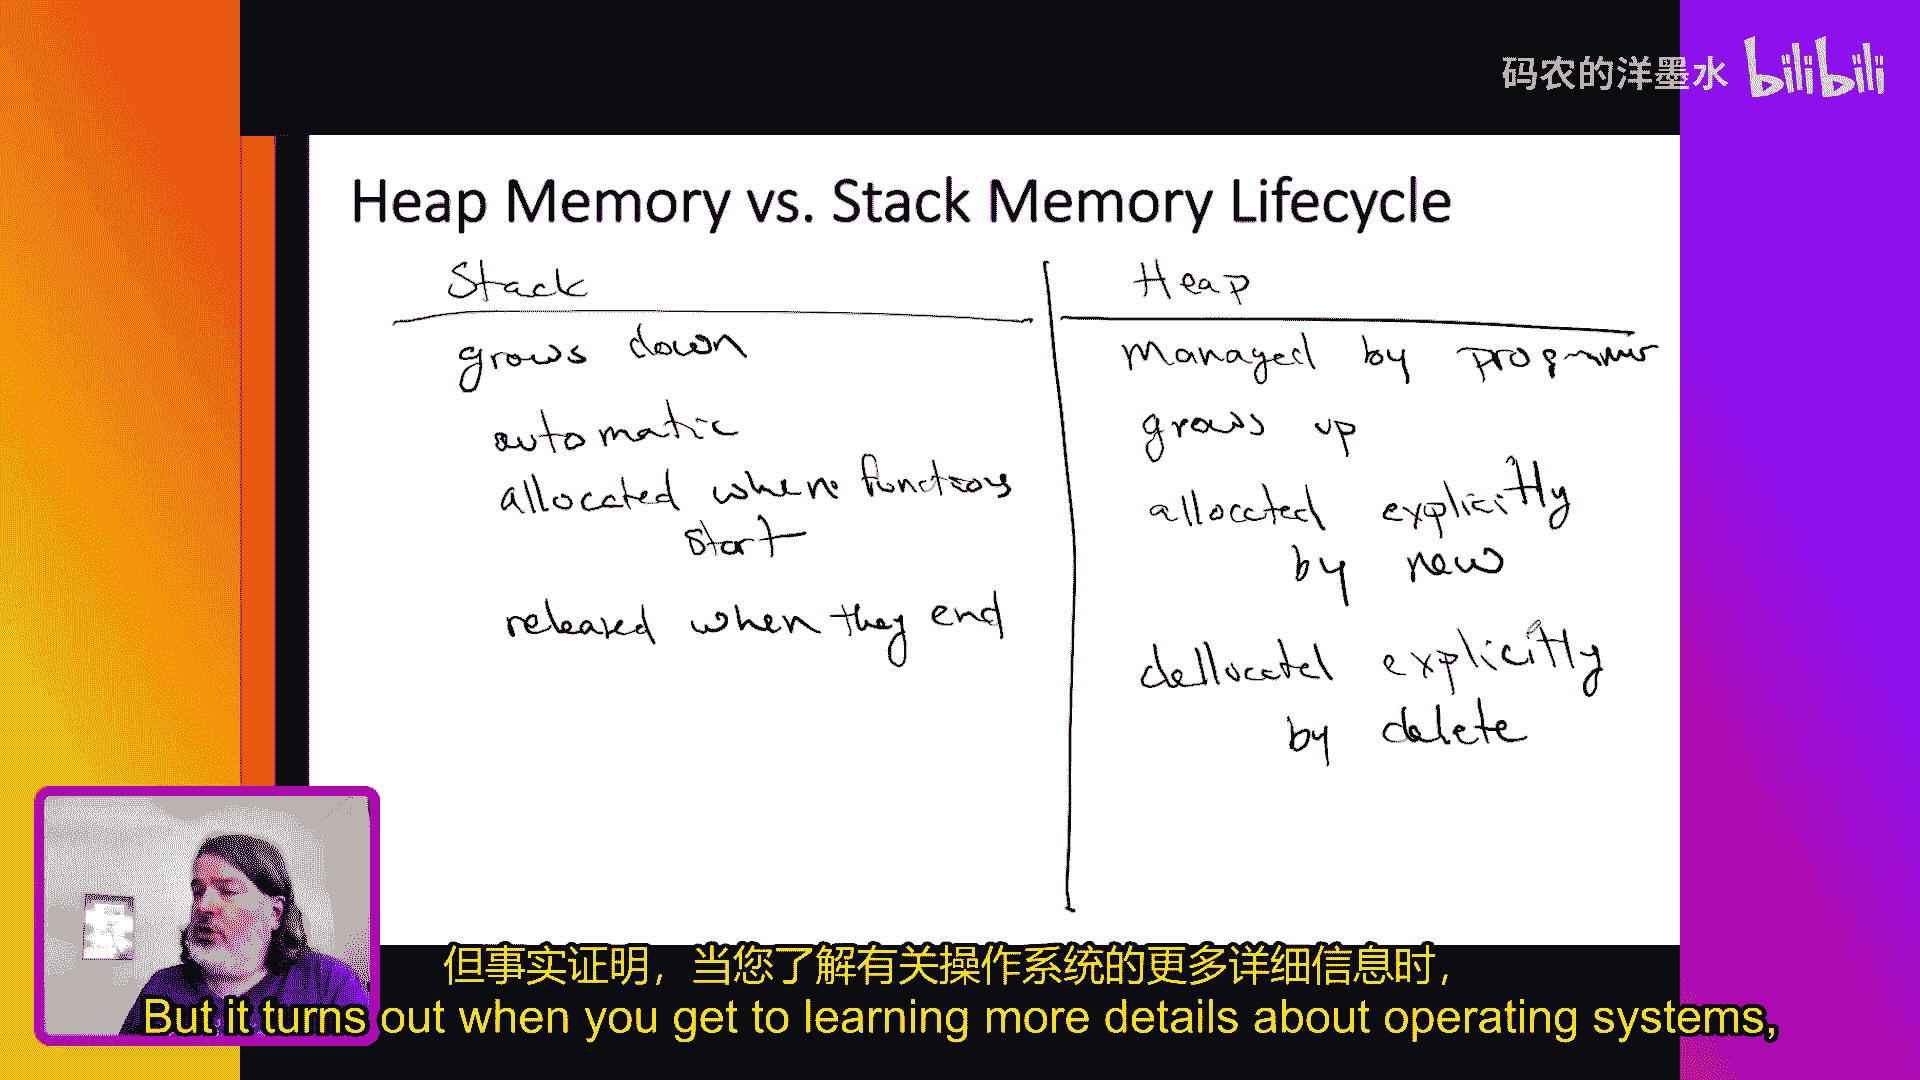 码农的洋墨水 bilibili
Heap Memory vs. Stack Memory Lifecycle
Stack
grows down
automatic
allocated when functions
start
released when they end
Heap
managed by
grows up
allocated explicitly
by new
dellocated explicitly
by delete
但事实证明，当您了解有关操作系统的更多详细信息时，
But it turns out when you get to learning more details about operating systems,